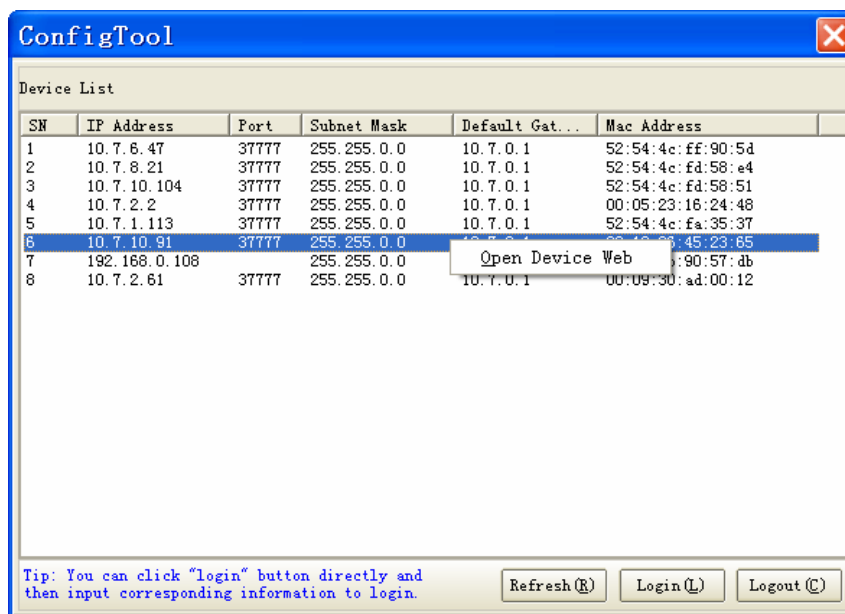 ConfigTool
Device List
SN IP Address Port Subnet Mask Default Gat... Mac Address
1 10.7.6.47 37777 255.255.0.0 10.7.0.1 52:54:4c:ff:90:5d
2 10.7.8.21 37777 255.255.0.0 10.7.0.1 52:54:4c:fd:58:e4
3 10.7.10.104 37777 255.255.0.0 10.7.0.1 52:54:4c:fd:58:51
4 10.7.2.2 37777 255.255.0.0 10.7.0.1 00:05:23:16:24:48
5 10.7.1.113 37777 255.255.0.0 10.7.0.1 52:54:4c:fa:35:37
6 10.7.10.91 37777 255.255.0.0 :45:23:65
Open Device Web
7 192.168.0.108 255.255.0.0 :90:57:db
8 10.7.2.61 37777 255.255.0.0 10.7.0.1 00:09:30:ad:00:12
Tip: You can click "login" button directly and
then input corresponding information to login.
Refresh(R) Login(L) Logout(C)